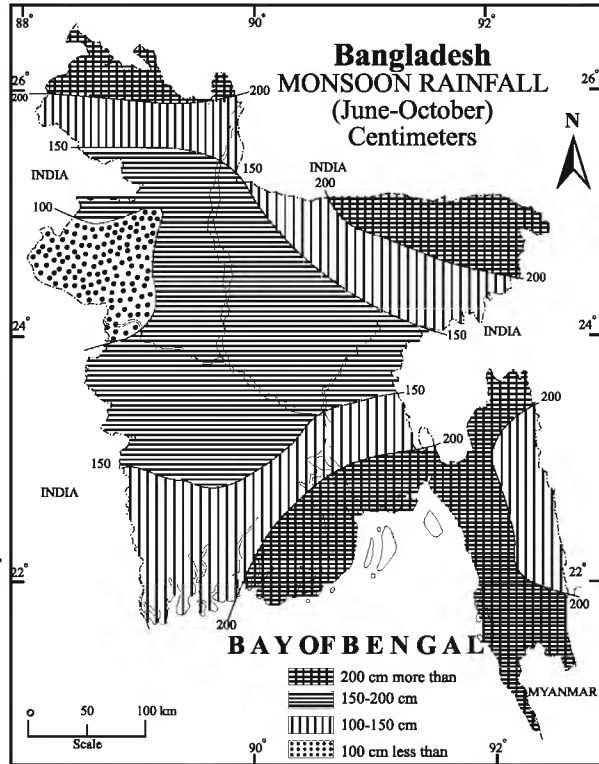 88°
90
92
26°
26°
Bangladesh
MONSOON RAINFALL
(June-October)
Centimeters
N
200
200
150
150
INDIA
INDIA
200
100
200
24°
24°
INDIA
150
150
200
200
150
INDIA
22°
22°
200
200
BAY OF BENGAL
MYANMAR
200 cm more than
150-200 cm
100-150 cm
100 cm less than
0 50 100 km
Scale
90
92